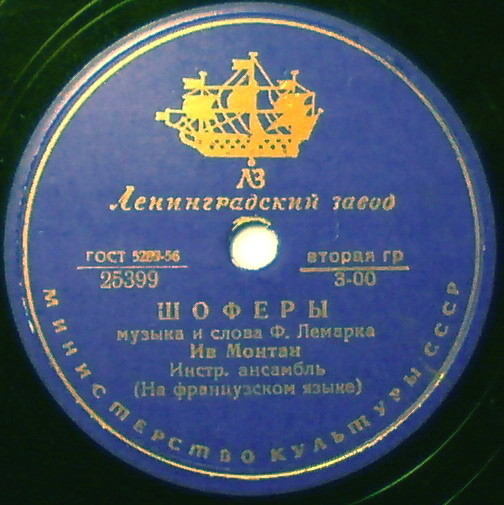 ЛЗ
Ленинградский завод
ГОСТ 5289-56
вторая гр
25399
3-00
ШОФЕРЫ
музыка и слова Ф. Лемарка
Ив Монтан
Инстр. ансамбль
(На французском языке)
МИНИСТЕРСТВО КУЛЬТУРЫ СССР